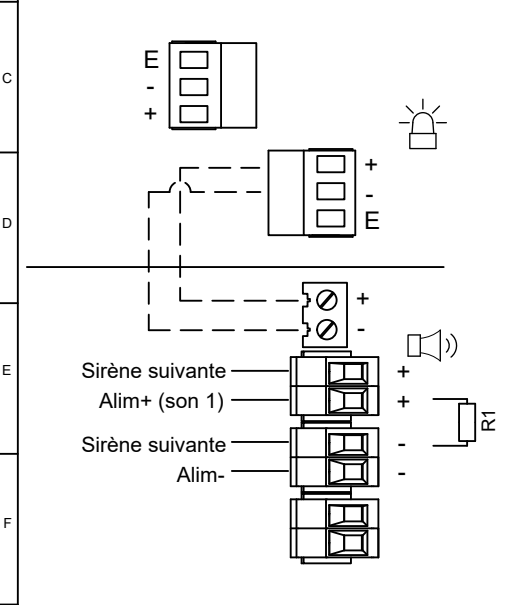 C
E
-
+
+
-
E
D
+
-
E
Sirène suivante +
Alim+ (son 1) +
R1
Sirène suivante -
Alim- -
F